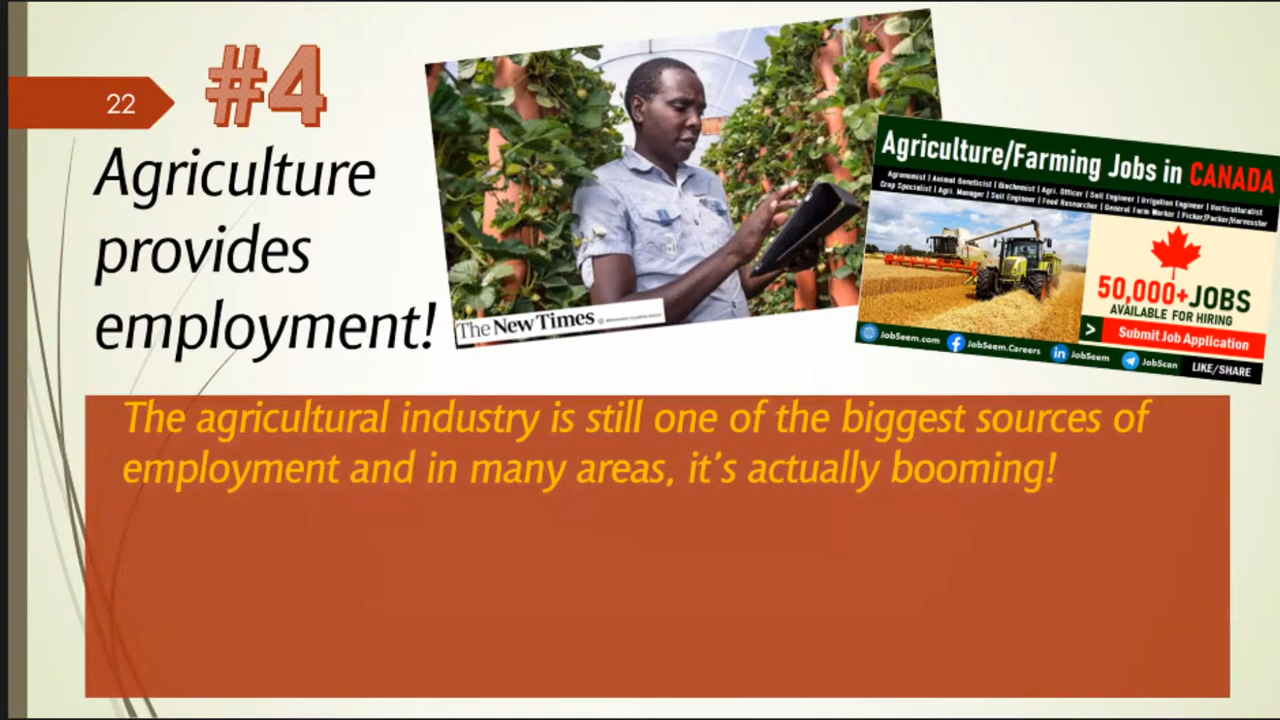 22
#4
Agriculture
provides
employment!
The New Times
Agriculture/Farming Jobs in CANADA
Agronomist | Animal Geneticist | Biochemist | Agri. Officer | Soil Engineer | Irrigation Engineer | Horticulturalist
Crop Specialist | Agri. Manager | Soil Engineer | Food Researcher | General Farm Worker | Picker/Packer/Harvester
50,000+JOBS
AVAILABLE FOR HIRING
> Submit Job Application
JobSeem.com
JobSeem.Careers
JobSeem
JobScan
LIKE/SHARE
The agricultural industry is still one of the biggest sources of
employment and in many areas, it's actually booming!